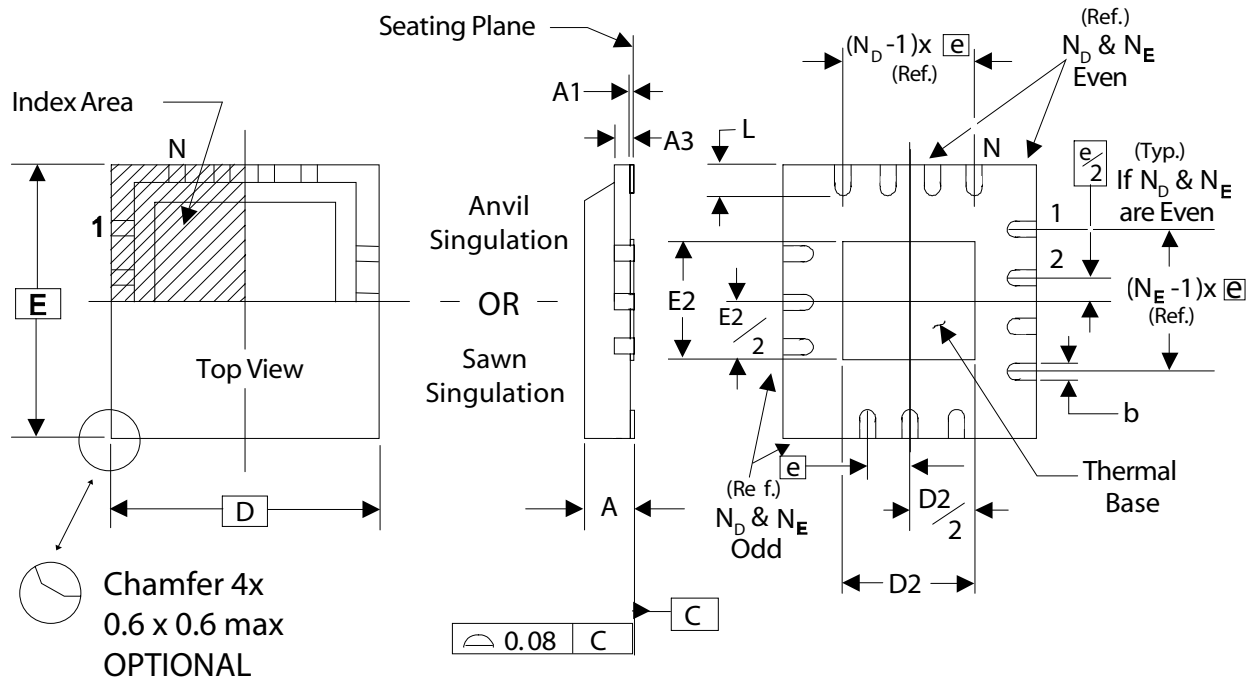 Seating Plane
(Ref.)
N_D & N_E
Even
(N_D -1)x e
(Ref.)
Index Area
A1
A3
L
N
N
e/2
(Typ.)
If N_D & N_E
are Even
1
1
2
Anvil
Singulation
E
OR
E2
E2/2
(N_E -1)x e
(Ref.)
Top View
Sawn
Singulation
b
e
Thermal
Base
D
A
(Re f.)
N_D & N_E
Odd
D2/2
D2
Chamfer 4x
0.6 x 0.6 max
OPTIONAL
C
0.08 C